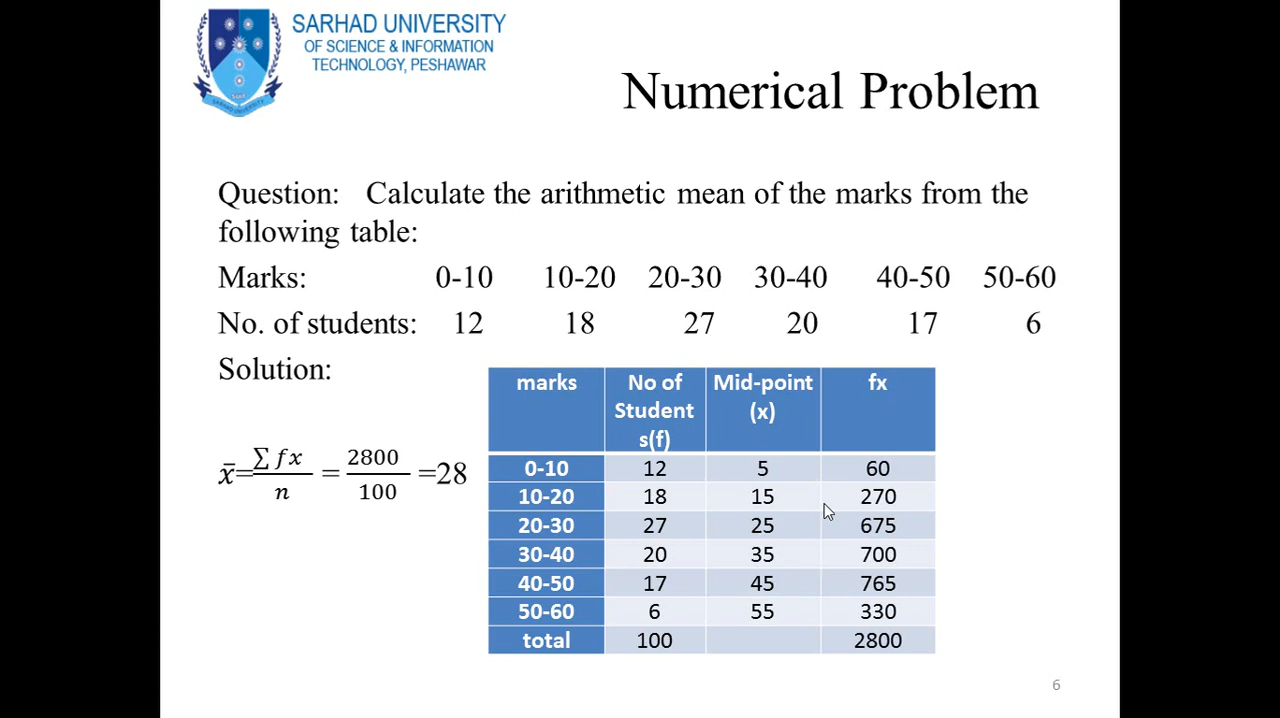 SARHAD UNIVERSITY
OF SCIENCE & INFORMATION
TECHNOLOGY, PESHAWAR
Numerical Problem
Question: Calculate the arithmetic mean of the marks from the
following table:
Marks: 0-10 10-20 20-30 30-40 40-50 50-60
No. of students: 12 18 27 20 17 6
Solution:
x̄=∑fx/n = 2800/100 =28
marks No of Student s(f) Mid-point (x) fx
0-10 12 5 60
10-20 18 15 270
20-30 27 25 675
30-40 20 35 700
40-50 17 45 765
50-60 6 55 330
total 100 2800
6